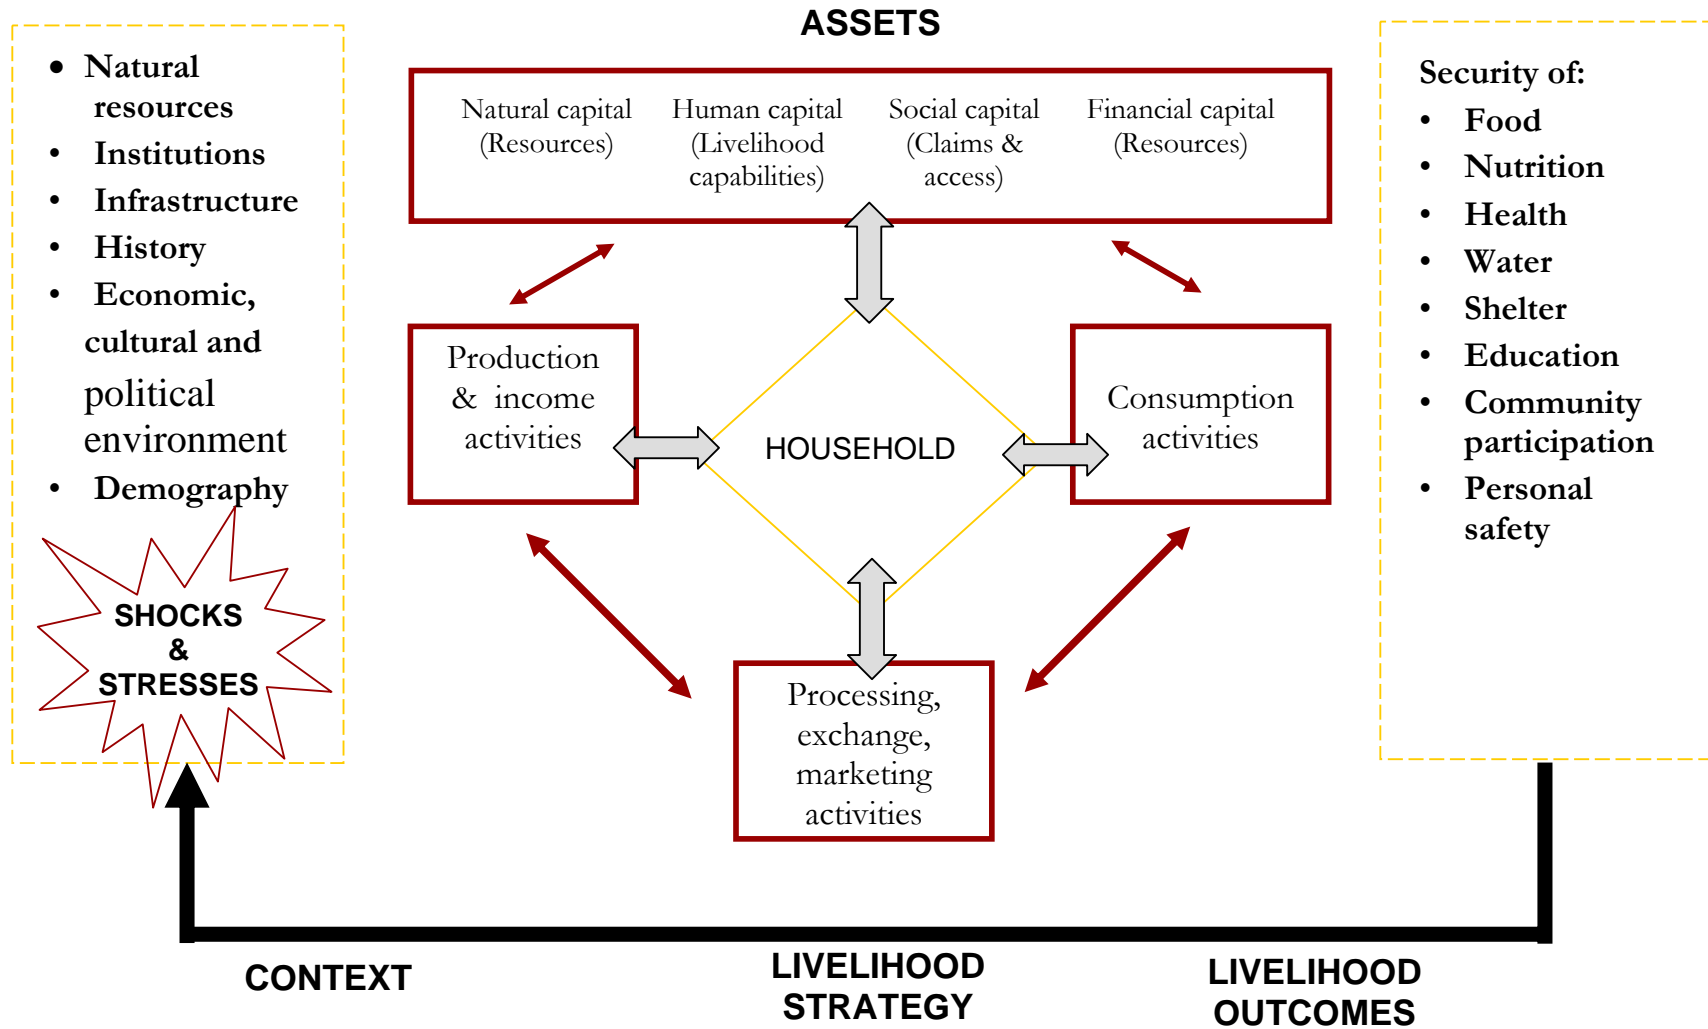 ASSETS
• Natural
resources
• Institutions
• Infrastructure
• History
• Economic,
cultural and
political
environment
• Demography
SHOCKS
&
STRESSES
Natural capital
(Resources)
Human capital
(Livelihood
capabilities)
Social capital
(Claims &
access)
Financial capital
(Resources)
Production
& income
activities
HOUSEHOLD
Consumption
activities
Processing,
exchange,
marketing
activities
Security of:
• Food
• Nutrition
• Health
• Water
• Shelter
• Education
• Community
participation
• Personal
safety
CONTEXT
LIVELIHOOD
STRATEGY
LIVELIHOOD
OUTCOMES